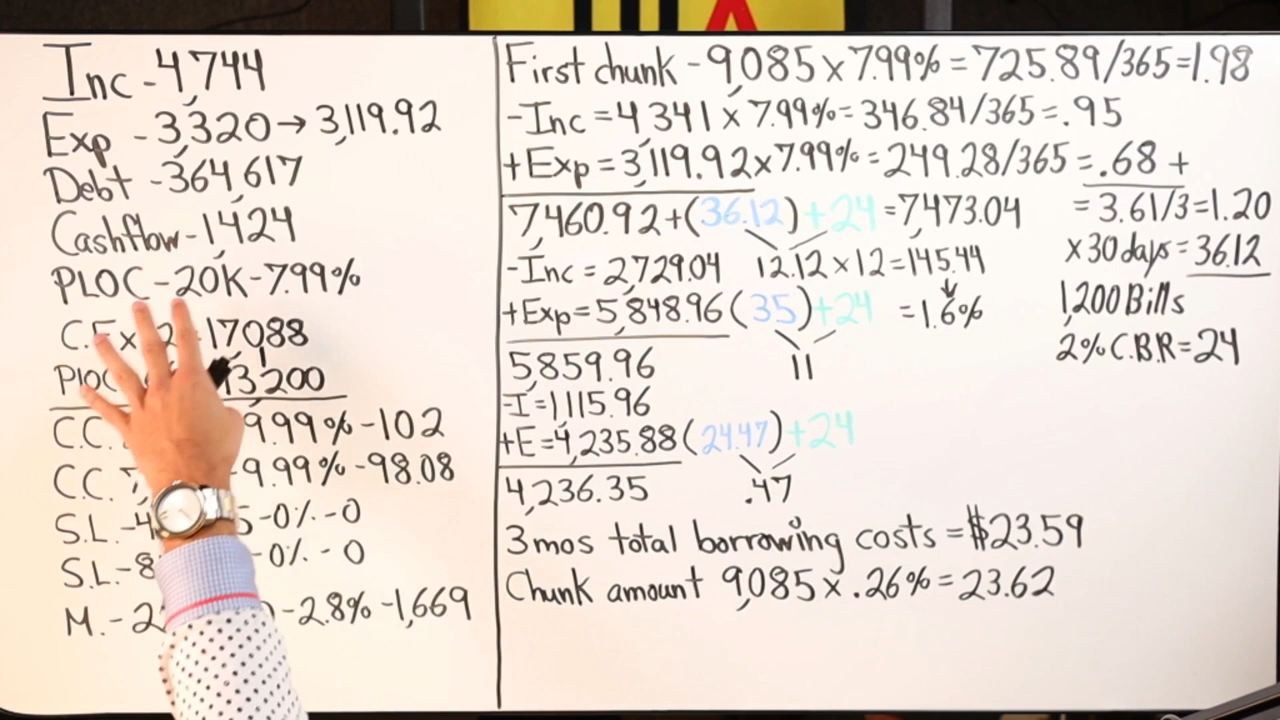 Inc - 4,744
Exp - 3,320 → 3,119.92
Debt - 364,617
Cashflow - 1,424
PLOC - 20K - 7.99%
17,088
13,200
C.C. 9.99% - 102
C.C. 9.99% - 98.08
S.L. - 4 - 0% - 0
S.L. - 8 - 0% - 0
M. - 2 - 2.8% - 1,669
First chunk - 9,085 x 7.99% = 725.89/365 = 1.98
- Inc = 4,341 x 7.99% = 346.84/365 = .95
+ Exp = 3,119.92 x 7.99% = 249.28/365 = .68 +
7,460.92 + (36.12) + 24 = 7,473.04
= 3.61/3 = 1.20
x 30 days = 36.12
- Inc = 2,729.04
12.12 x 12 = 145.44
+ Exp = 5,848.96 (35) + 24
= 1.6%
1,200 Bills
2% C.B.R = 24
5859.96
11
- I = 1115.96
+ E = 4,235.88 (24.47) + 24
4,236.35
.47
3 mos total borrowing costs = $23.59
Chunk amount 9,085 x .26% = 23.62